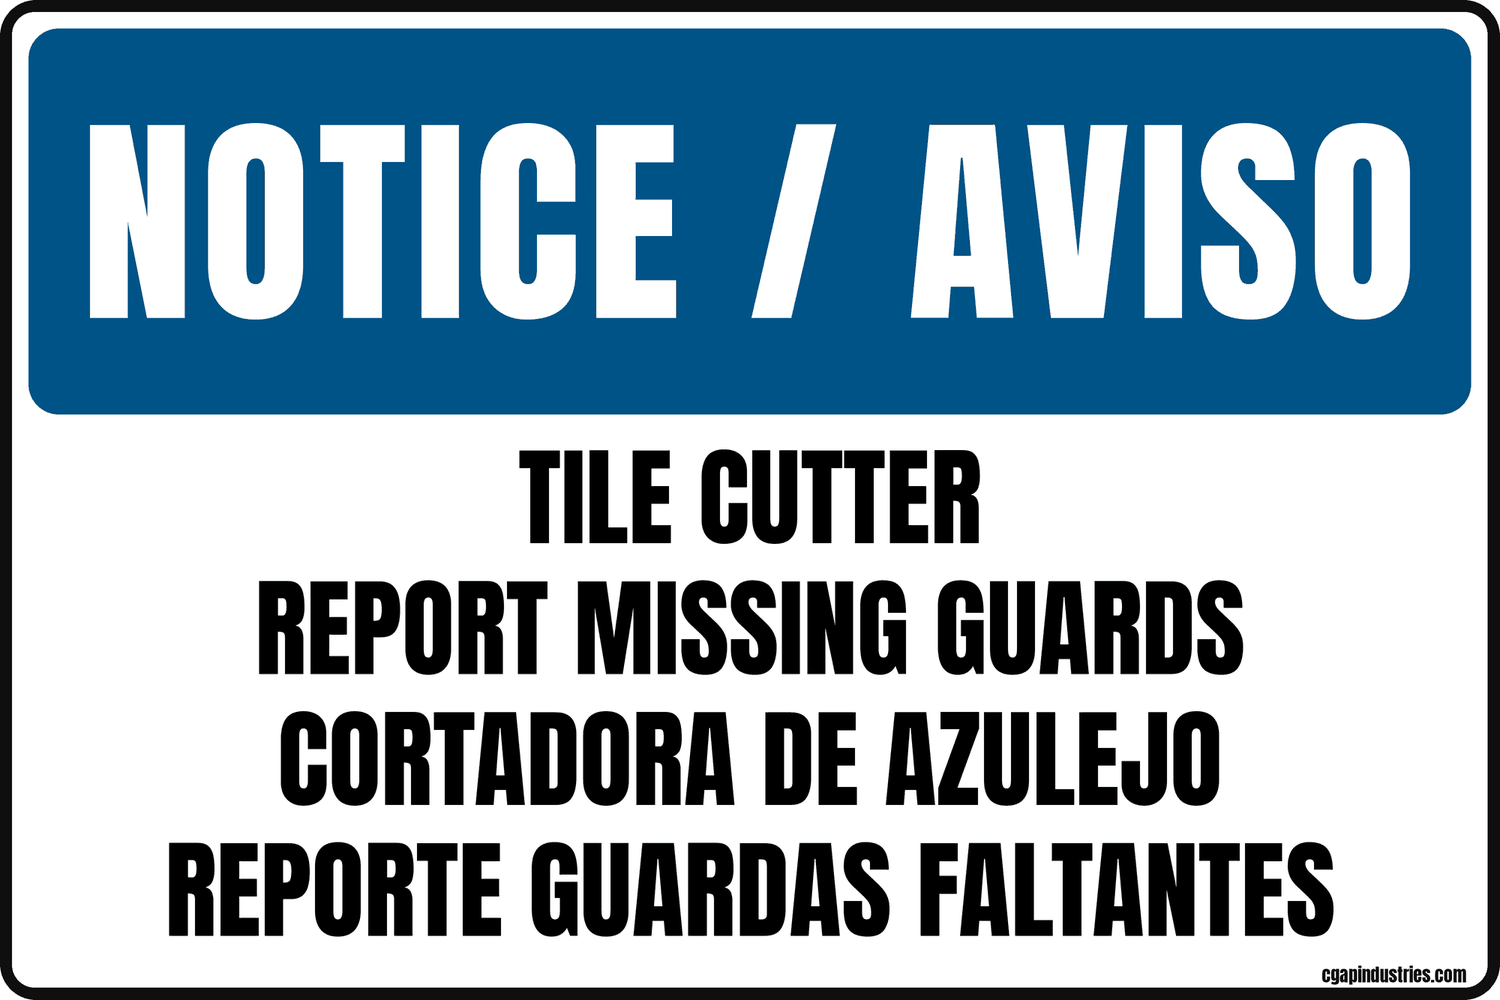 NOTICE / AVISO
TILE CUTTER
REPORT MISSING GUARDS
CORTADORA DE AZULEJO
REPORTE GUARDAS FALTANTES
cgapindustries.com